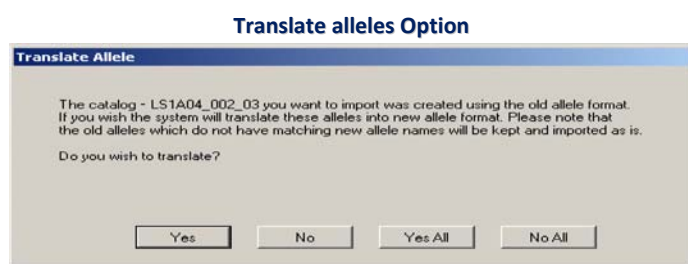 Translate alleles Option
Translate Allele
The catalog - LS1A04_002_03 you want to import was created using the old allele format.
If you wish the system will translate these alleles into new allele format. Please note that
the old alleles which do not have matching new allele names will be kept and imported as is.
Do you wish to translate?
Yes No Yes All No All